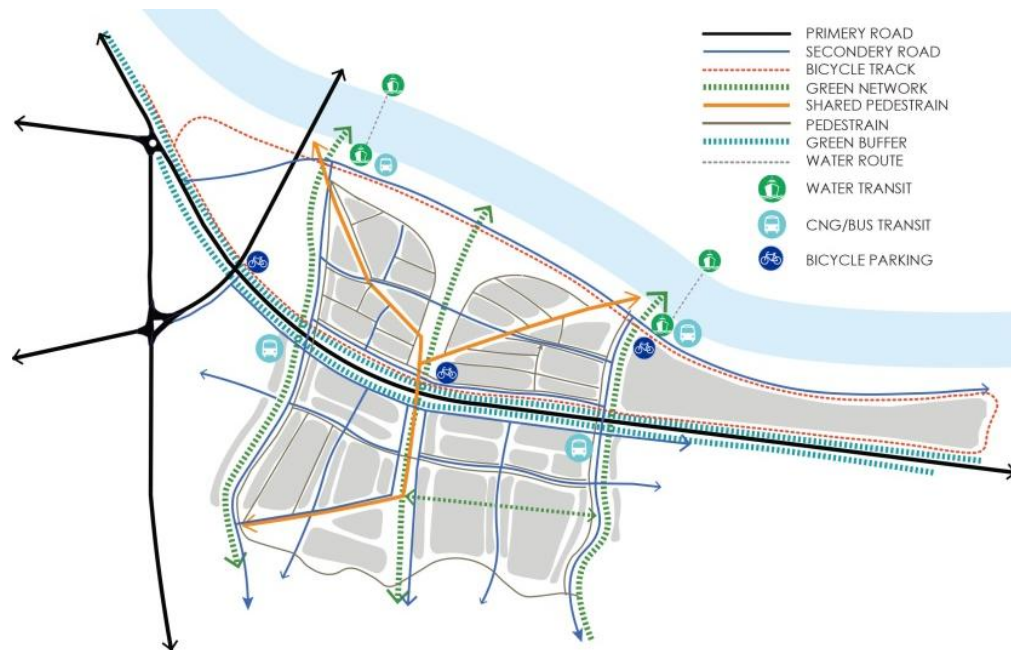 PRIMERY ROAD
SECONDERY ROAD
BICYCLE TRACK
GREEN NETWORK
SHARED PEDESTRAIN
PEDESTRAIN
GREEN BUFFER
WATER ROUTE
WATER TRANSIT
CNG/BUS TRANSIT
BICYCLE PARKING